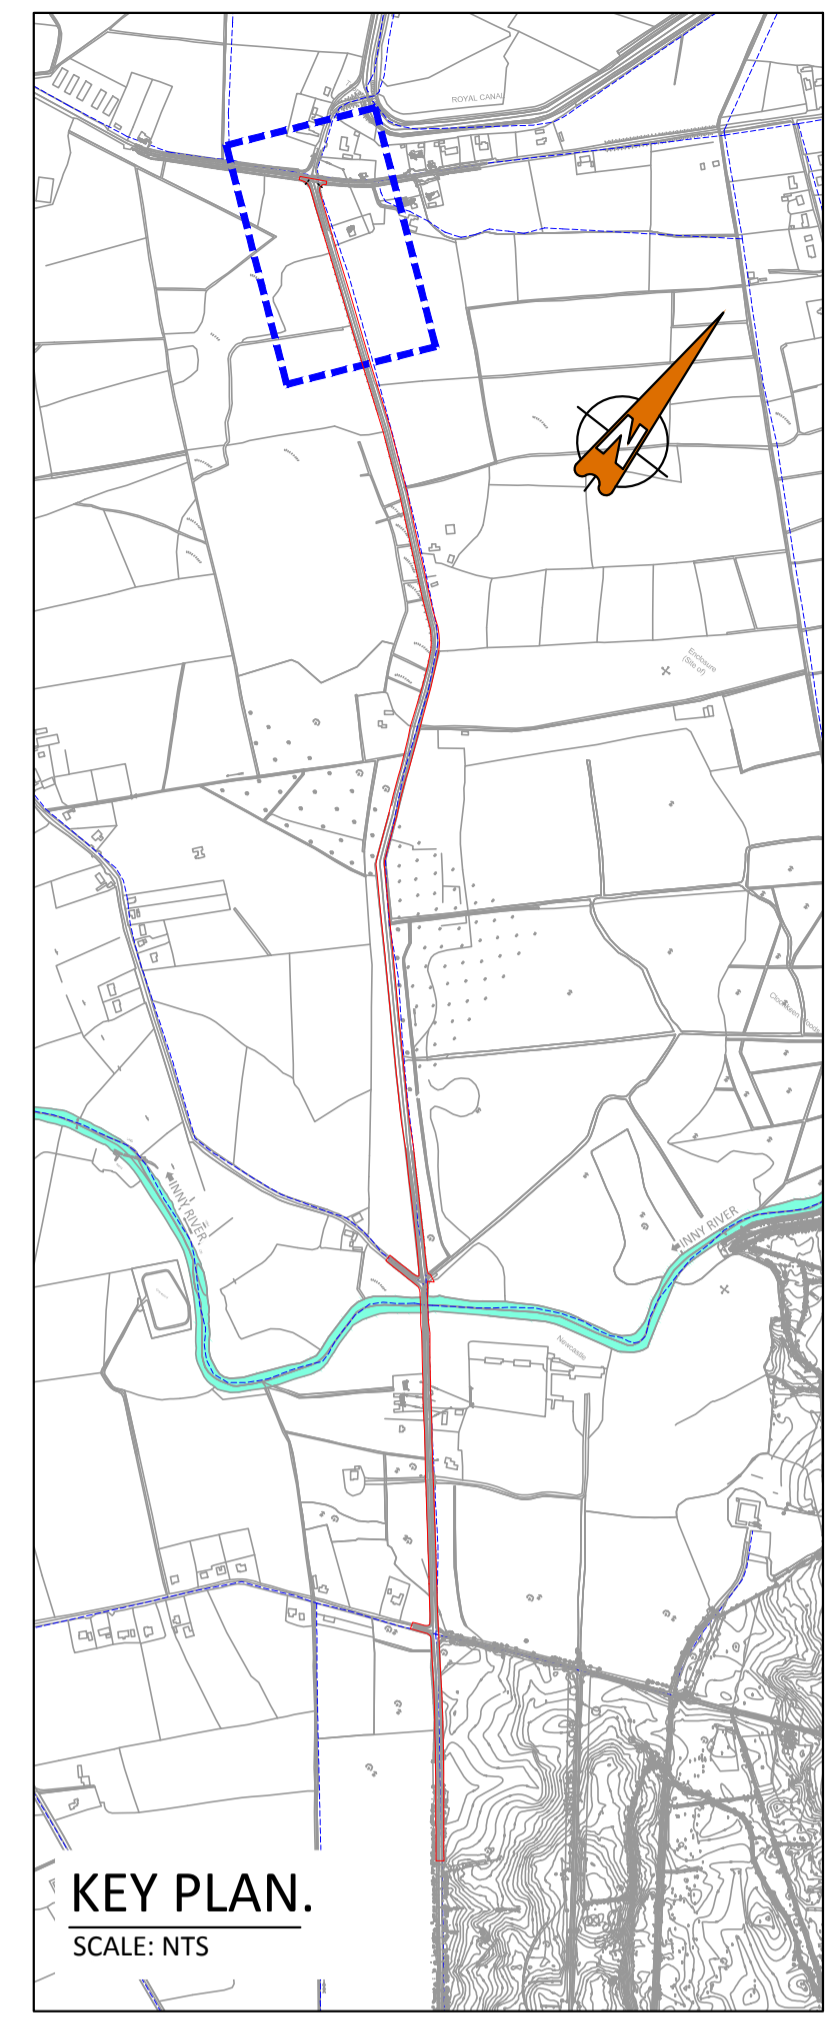 ROYAL CANAL
N
Enclosure
(Site of)
INNY RIVER
INNY RIVER
Newcastle
KEY PLAN.
SCALE: NTS